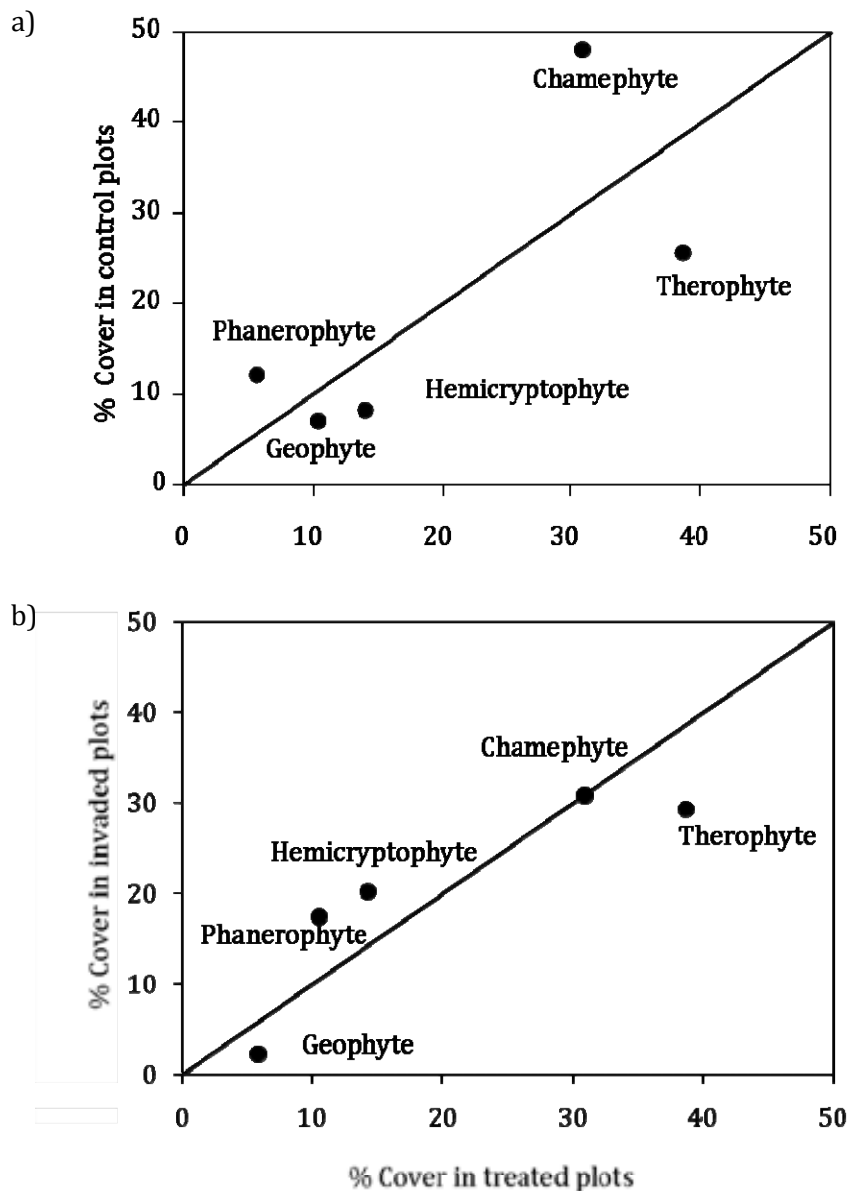 a)
50
Chamephyte
40
% Cover in control plots
30
Therophyte
20
Phanerophyte
Hemicryptophyte
10
Geophyte
0
0 10 20 30 40 50
b)
50
40
Chamephyte
% Cover in invaded plots
30
Therophyte
Hemicryptophyte
20
Phanerophyte
10
Geophyte
0
0 10 20 30 40 50
% Cover in treated plots